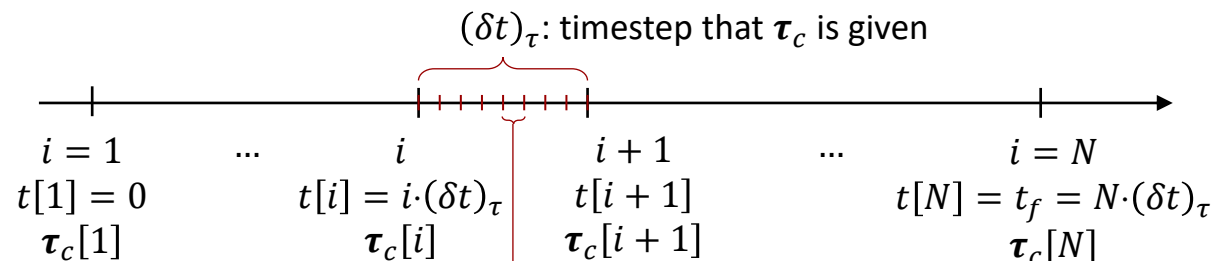 (δt)_τ: timestep that τ_c is given
i = 1 ... i i + 1 ... i = N
t[1] = 0 t[i] = i·(δt)_τ t[i + 1] t[N] = t_f = N·(δt)_τ
τ_c[1] τ_c[i] τ_c[i + 1] τ_c[N]